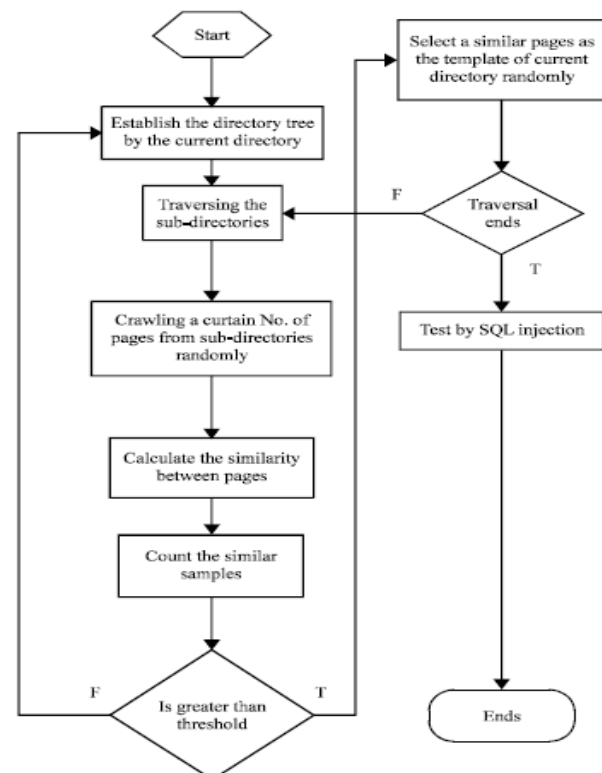 Start
Establish the directory tree
by the current directory
Traversing the
sub-directories
Crawling a curtain No. of
pages from sub-directories
randomly
Calculate the similarity
between pages
Count the similar
samples
F
Is greater than
threshold
T
Select a similar pages as
the template of current
directory randomly
F
Traversal
ends
T
Test by SQL injection
Ends